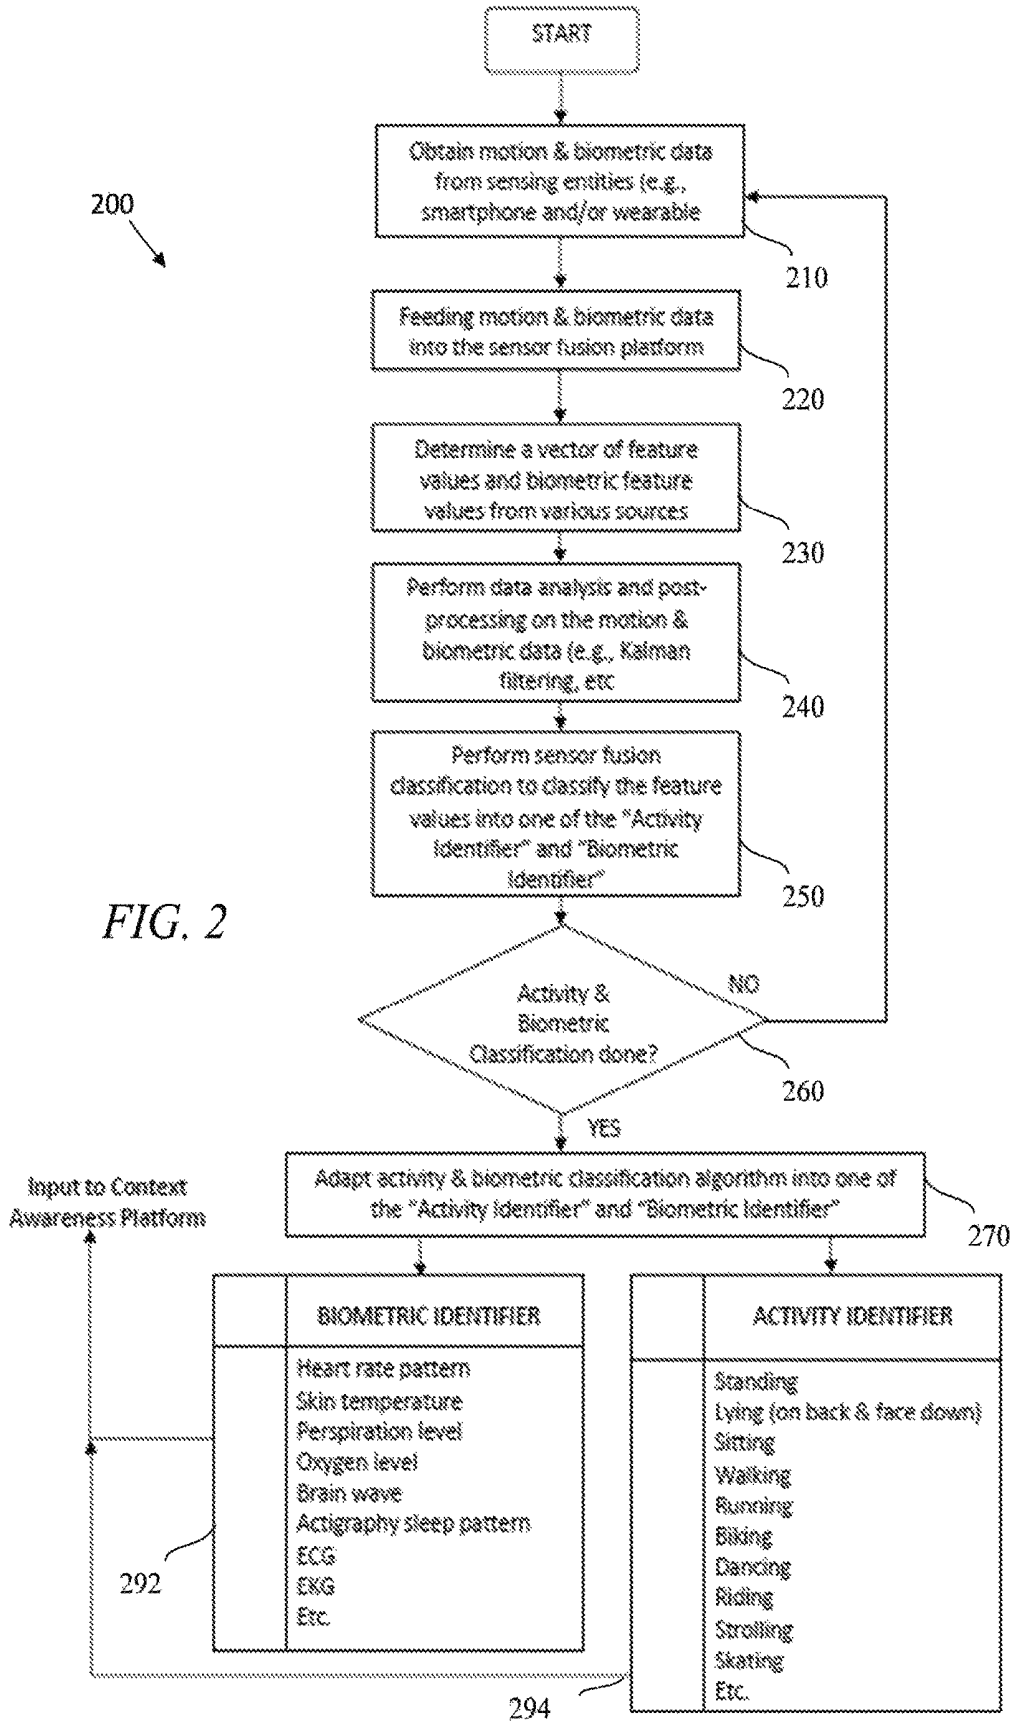 START
Obtain motion & biometric data
from sensing entities (e.g.,
smartphone and/or wearable
200
210
Feeding motion & biometric data
into the sensor fusion platform
220
Determine a vector of feature
values and biometric feature
values from various sources
230
Perform data analysis and post-
processing on the motion &
biometric data (e.g., Kalman
filtering, etc
240
Perform sensor fusion
classification to classify the feature
values into one of the "Activity
Identifier" and "Biometric
Identifier"
250
FIG. 2
NO
Activity &
Biometric
Classification done?
260
YES
Adapt activity & biometric classification algorithm into one of
the "Activity Identifier" and "Biometric Identifier"
270
Input to Context
Awareness Platform
BIOMETRIC IDENTIFIER
Heart rate pattern
Skin temperature
Perspiration level
Oxygen level
Brain wave
Actigraphy sleep pattern
ECG
EKG
Etc.
292
ACTIVITY IDENTIFIER
Standing
Lying (on back & face down)
Sitting
Walking
Running
Biking
Dancing
Riding
Strolling
Skating
Etc.
294